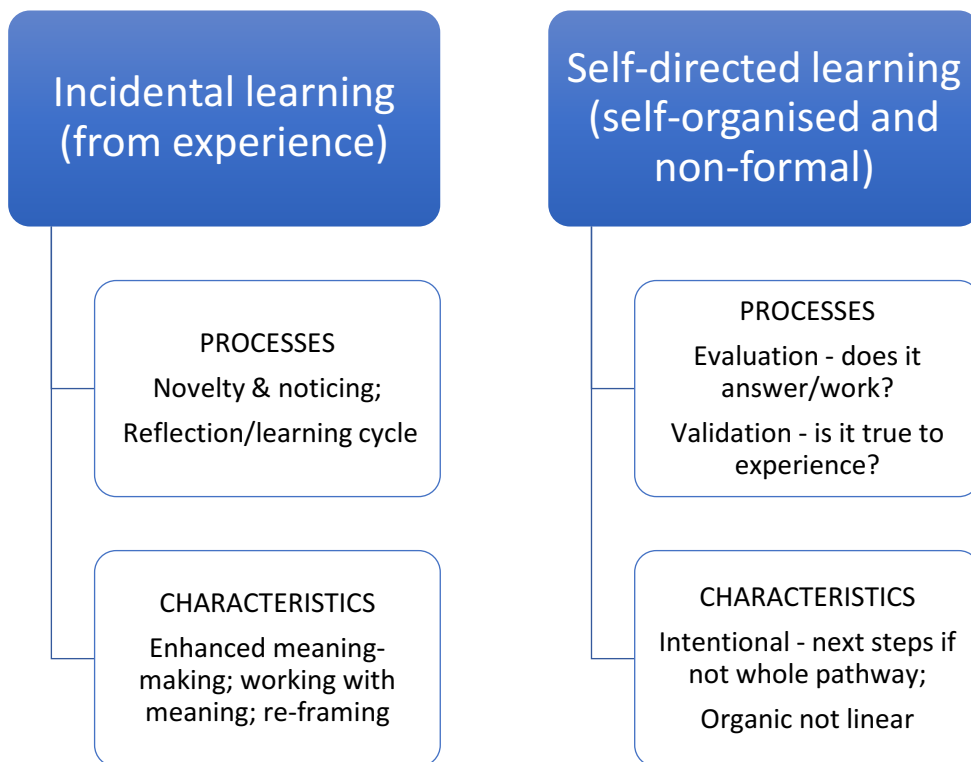 Incidental learning
(from experience)
PROCESSES
Novelty & noticing;
Reflection/learning cycle
CHARACTERISTICS
Enhanced meaning-
making; working with
meaning; re-framing
Self-directed learning
(self-organised and
non-formal)
PROCESSES
Evaluation - does it
answer/work?
Validation - is it true to
experience?
CHARACTERISTICS
Intentional - next steps if
not whole pathway;
Organic not linear